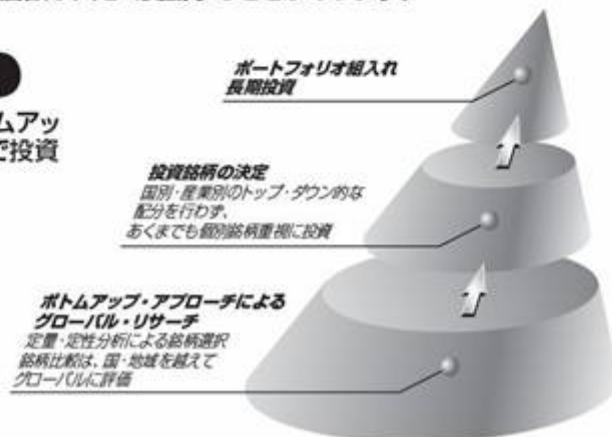 ムアッ
で投資
ポートフォリオ組入れ
長期投資
投資銘柄の決定
国別・産業別のトップ・ダウン的な
配分を行わず、
あくまでも個別銘柄重視に投資
ボトムアップ・アプローチによる
グローバル・リサーチ
定量・定性分析による銘柄選択
銘柄比較は、国・地域を越えて
グローバルに評価